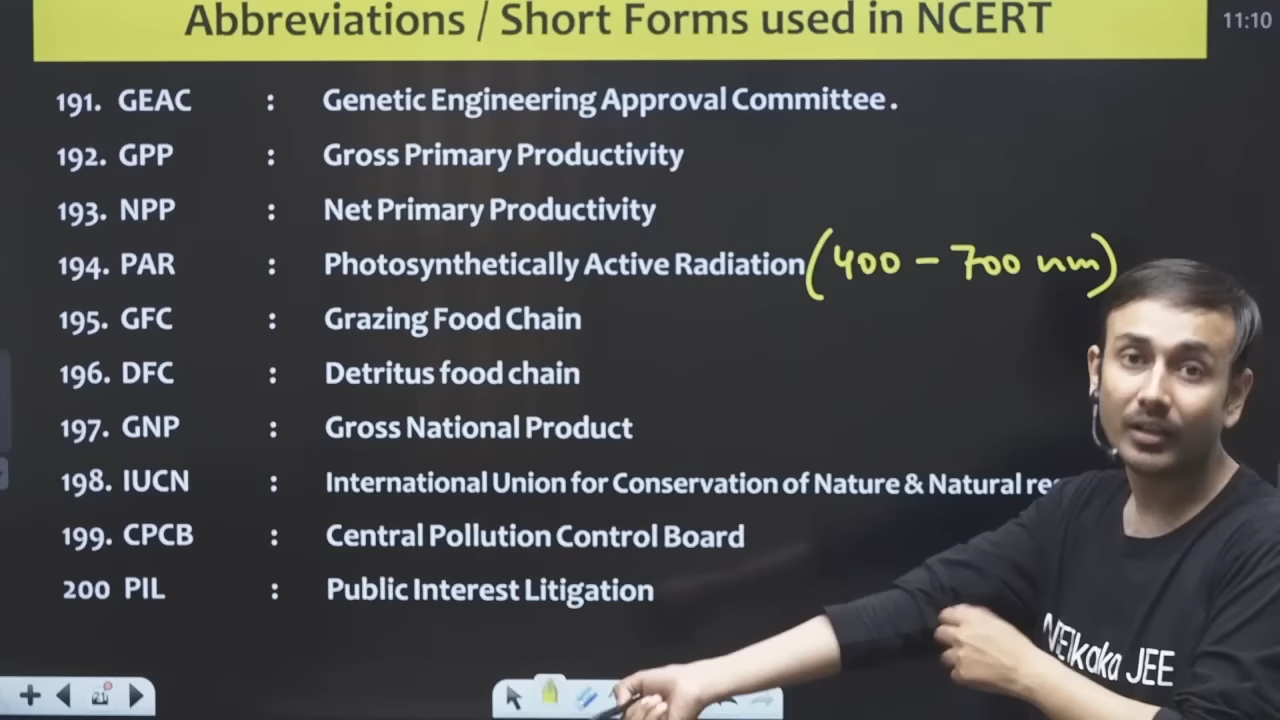 Abbreviations / Short Forms used in NCERT
11:10
191. GEAC : Genetic Engineering Approval Committee.
192. GPP : Gross Primary Productivity
193. NPP : Net Primary Productivity
194. PAR : Photosynthetically Active Radiation (400 - 700 nm)
195. GFC : Grazing Food Chain
196. DFC : Detritus food chain
197. GNP : Gross National Product
198. IUCN : International Union for Conservation of Nature & Natural
199. CPCB : Central Pollution Control Board
200 PIL : Public Interest Litigation
kaka JEE
21